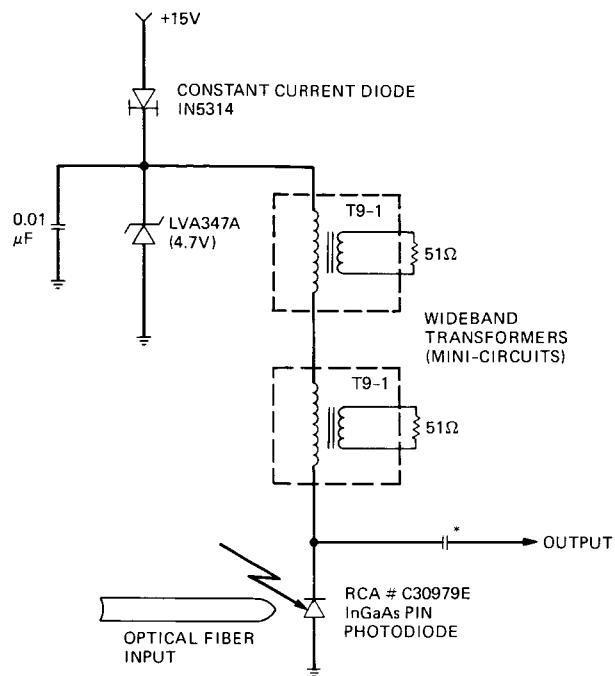 +15V
CONSTANT CURRENT DIODE
IN5314
0.01
μF
LVA347A
(4.7V)
T9-1
51Ω
WIDEBAND
TRANSFORMERS
(MINI-CIRCUITS)
T9-1
51Ω
*
OUTPUT
RCA # C30979E
InGaAs PIN
PHOTODIODE
OPTICAL FIBER
INPUT